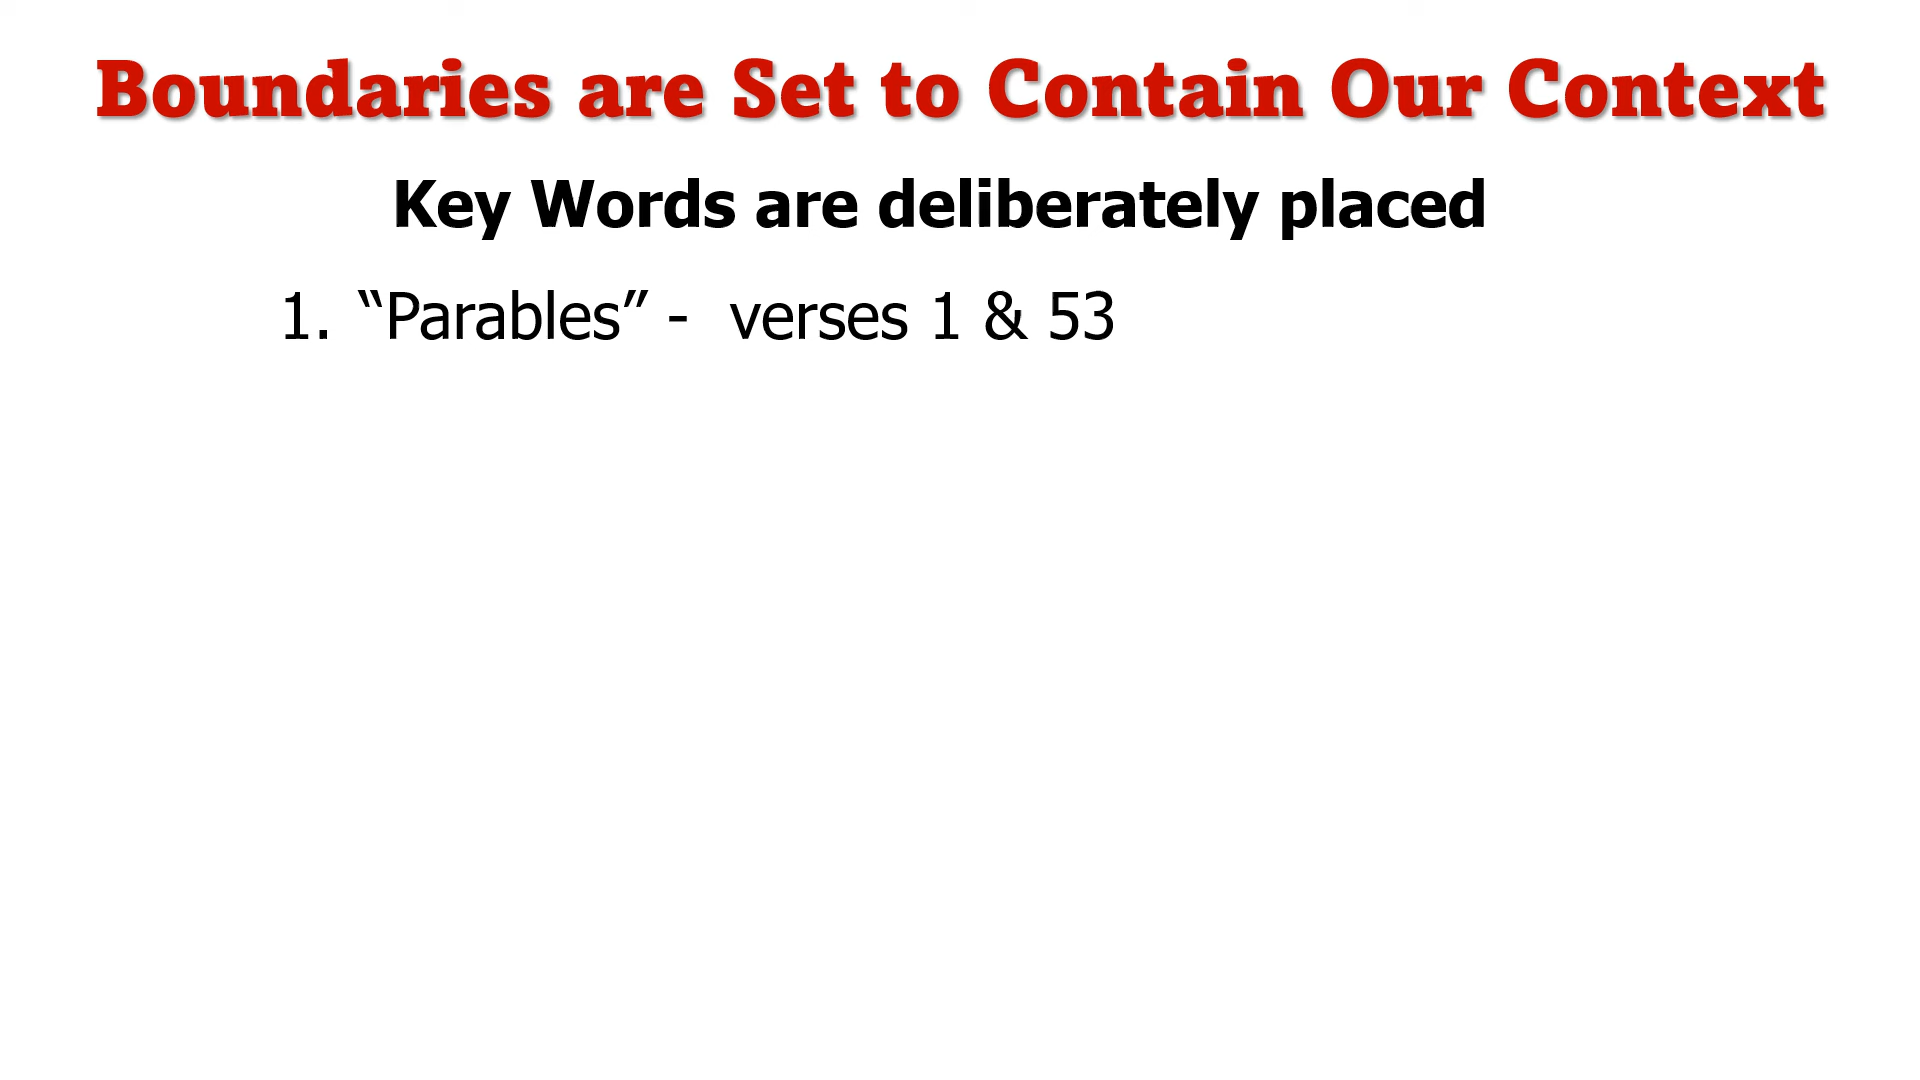 Boundaries are Set to Contain Our Context
Key Words are deliberately placed
1. “Parables” - verses 1 & 53